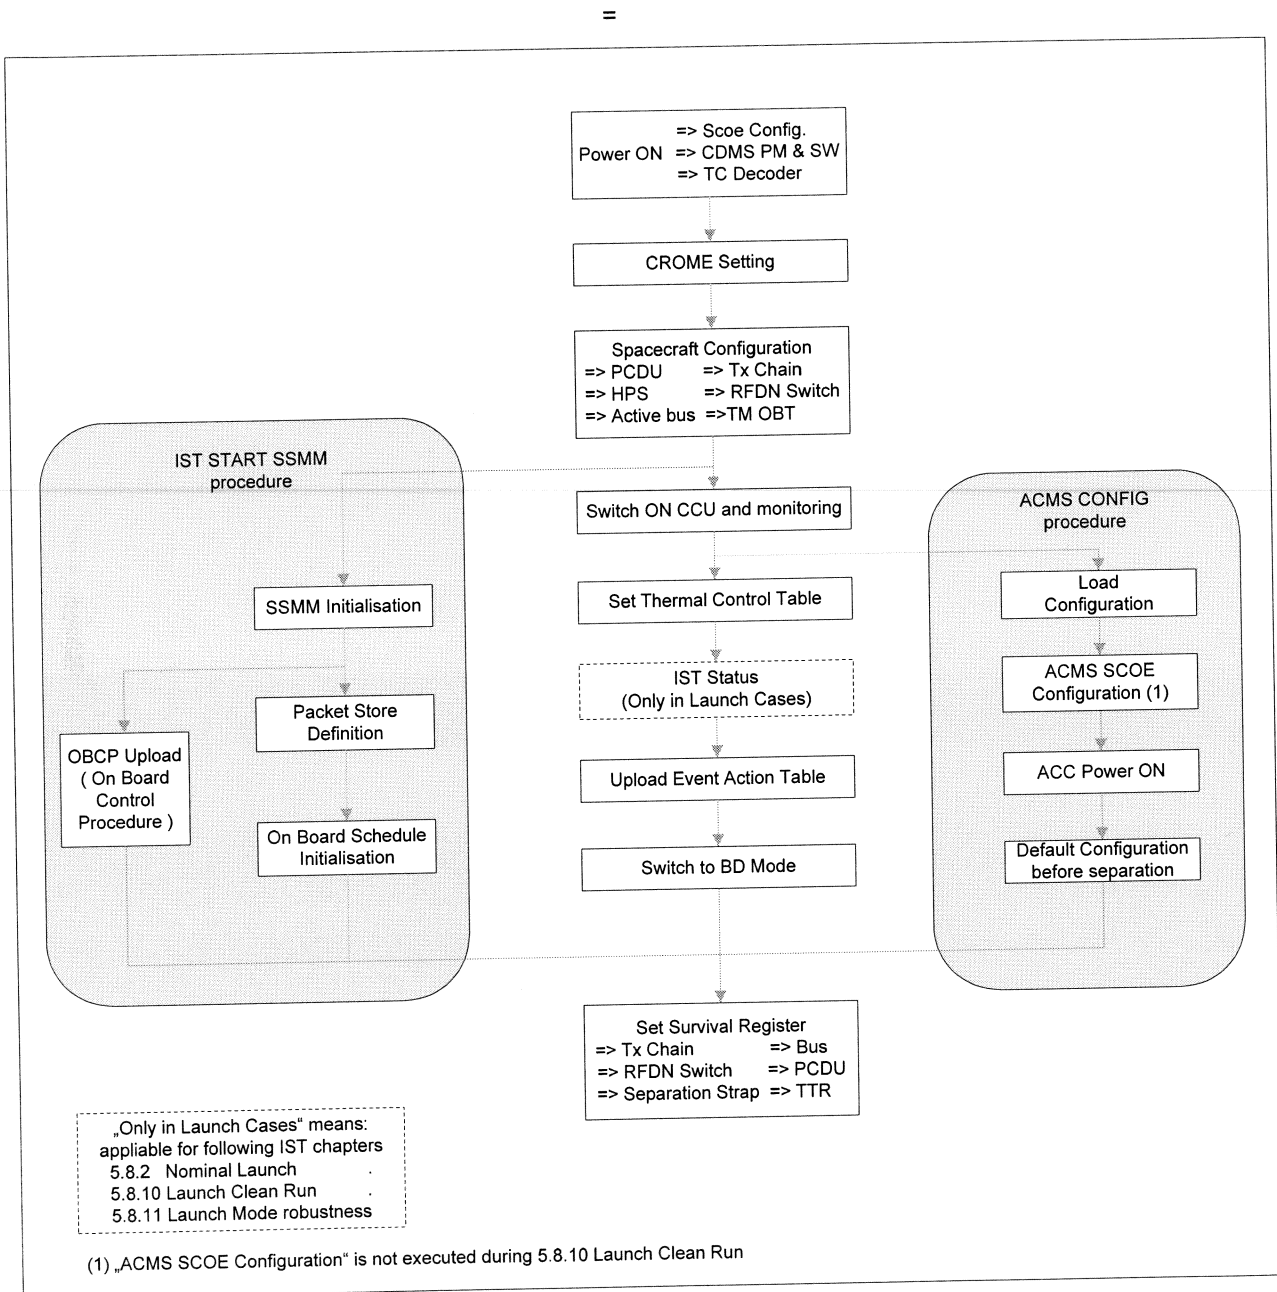 =
=> Scoe Config.
Power ON => CDMS PM & SW
=> TC Decoder
CROME Setting
Spacecraft Configuration
=> PCDU => Tx Chain
=> HPS => RFDN Switch
=> Active bus =>TM OBT
IST START SSMM
procedure
SSMM Initialisation
Packet Store
Definition
OBCP Upload
( On Board
Control
Procedure )
On Board Schedule
Initialisation
Switch ON CCU and monitoring
Set Thermal Control Table
IST Status
(Only in Launch Cases)
Upload Event Action Table
Switch to BD Mode
ACMS CONFIG
procedure
Load
Configuration
ACMS SCOE
Configuration (1)
ACC Power ON
Default Configuration
before separation
Set Survival Register
=> Tx Chain => Bus
=> RFDN Switch => PCDU
=> Separation Strap => TTR
„Only in Launch Cases“ means:
appliable for following IST chapters
5.8.2 Nominal Launch
5.8.10 Launch Clean Run
5.8.11 Launch Mode robustness
(1) „ACMS SCOE Configuration“ is not executed during 5.8.10 Launch Clean Run